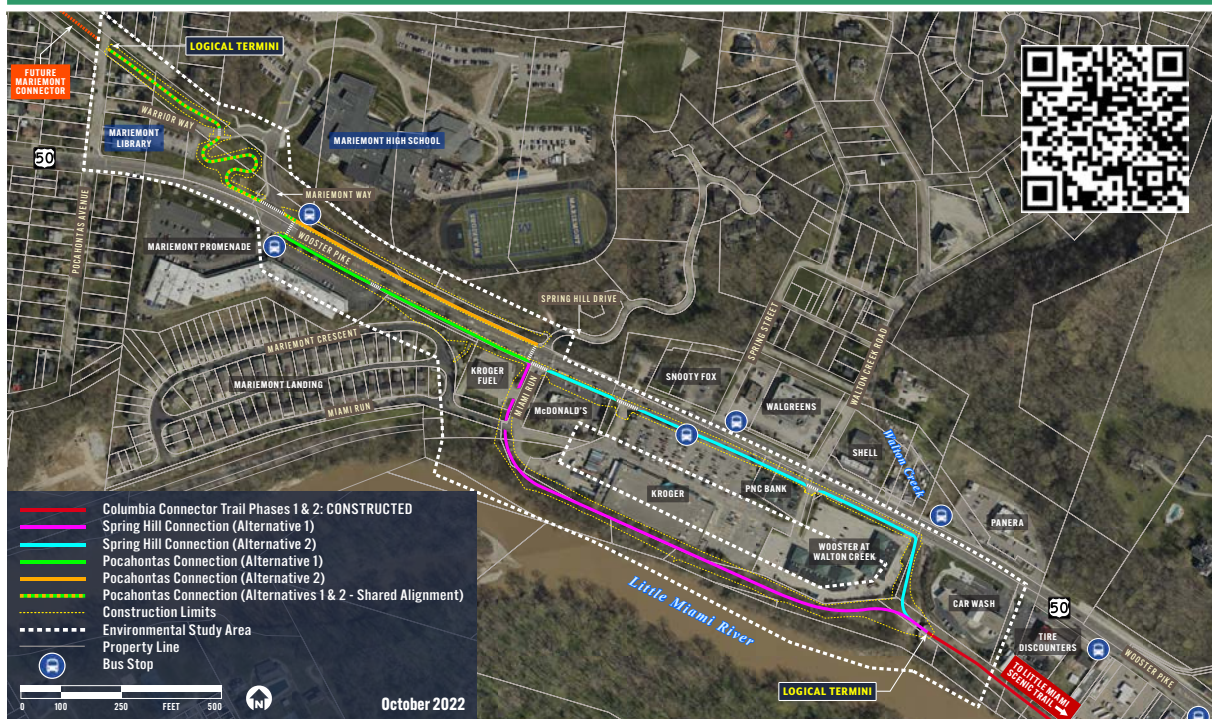 LOGICAL TERMINI
FUTURE
MARIEMONT
CONNECTOR
WARRIOR WAY
MARIEMONT
LIBRARY
MARIEMONT HIGH SCHOOL
50
POCAHONTAS AVENUE
MARIEMONT WAY
MARIEMONT PROMENADE
WOOSTER PIKE
SPRING HILL DRIVE
MARIEMONT CRESCENT
MARIEMONT LANDING
MIAMI RUN
KROGER
FUEL
MIAMI RUN
McDONALD'S
SNOOTY FOX
SPRING STREET
WALGREENS
WALTON CREEK ROAD
SHELL
Walton Creek
PANERA
KROGER
PNC BANK
WOOSTER AT
WALTON CREEK
CAR WASH
50
TIRE
DISCOUNTERS
WOOSTER PIKE
Little Miami River
LOGICAL TERMINI
TO LITTLE MIAMI
SCENIC TRAIL
Columbia Connector Trail Phases 1 & 2: CONSTRUCTED
Spring Hill Connection (Alternative 1)
Spring Hill Connection (Alternative 2)
Pocahontas Connection (Alternative 1)
Pocahontas Connection (Alternative 2)
Pocahontas Connection (Alternatives 1 & 2 - Shared Alignment)
Construction Limits
Environmental Study Area
Property Line
Bus Stop
0 100 250 FEET 500
N
October 2022